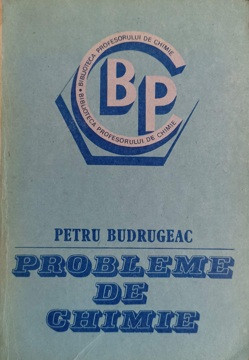 BIBLIOTECA PROFESORULUI DE CHIMIE • BIBLIOTECA PROFESORULUI DE CHIMIE
BP
PETRU BUDRUGEAC
PROBLEME
DE
CHIMIE